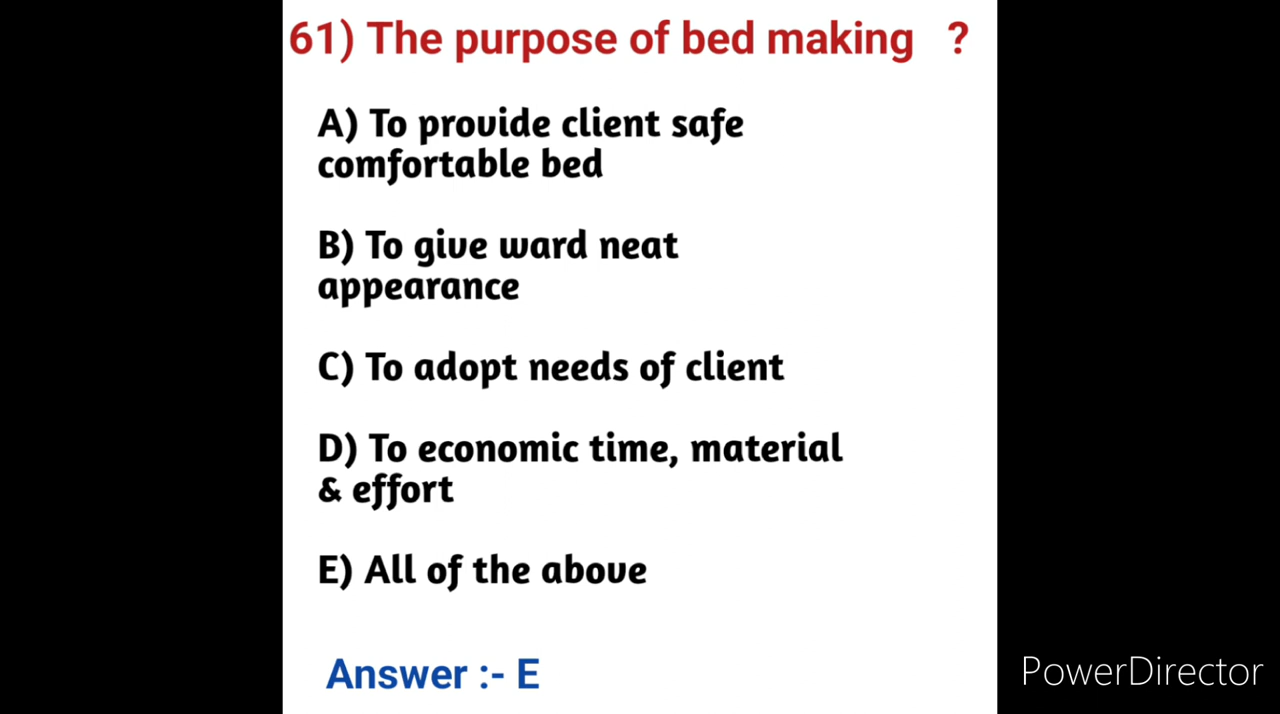 61) The purpose of bed making ?
A) To provide client safe
comfortable bed
B) To give ward neat
appearance
C) To adopt needs of client
D) To economic time, material
& effort
E) All of the above
Answer :- E
PowerDirector